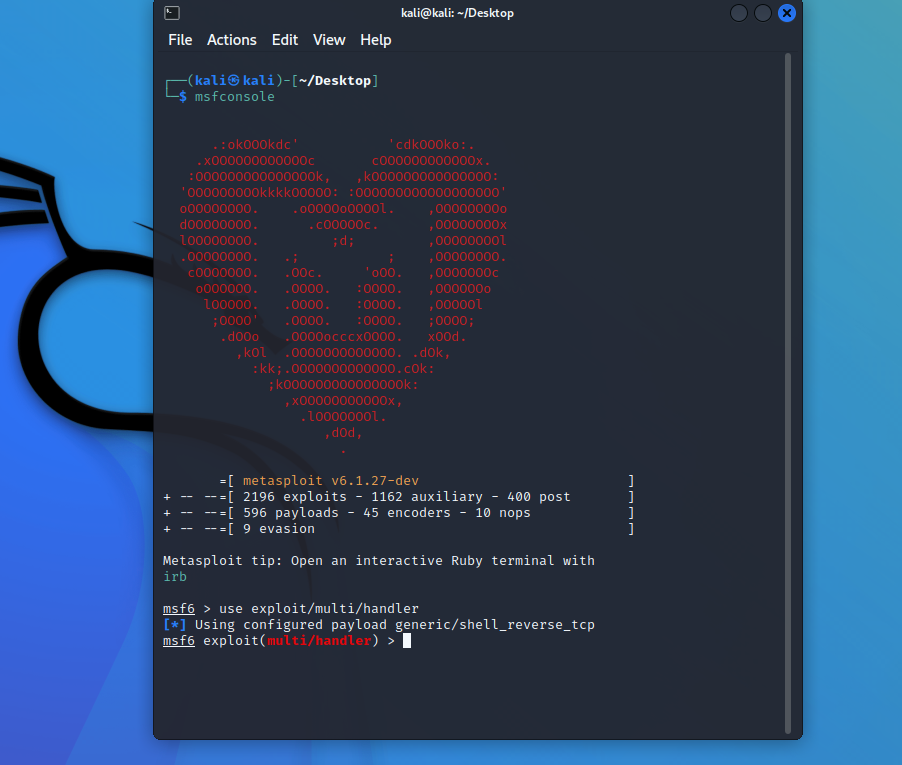 kali@kali: ~/Desktop
File Actions Edit View Help
┌──(kali㉿kali)-[~/Desktop]
└─$ msfconsole
.:okOOOkdc'           'cdkOOOko:.
.xOOOOOOOOOOOOc       cOOOOOOOOOOOOx.
:OOOOOOOOOOOOOOOk,   ,kOOOOOOOOOOOOOOO:
'OOOOOOOOOkkkkOOOOO: :OOOOOOOOOOOOOOOOOO'
oOOOOOOOO.    .oOOOOoOOOOl.    ,OOOOOOOOo
dOOOOOOOO.      .cOOOOOc.      ,OOOOOOOOx
lOOOOOOOO.         ;d;         ,OOOOOOOOl
.OOOOOOOO.   .;           ;    ,OOOOOOOO.
cOOOOOOO.   .OOc.     'oOO.   ,OOOOOOOc
oOOOOOO.   .OOOO.   :OOOO.   ,OOOOOOo
lOOOOO.   .OOOO.   :OOOO.   ,OOOOOl
;OOOO'   .OOOO.   :OOOO.   ;OOOO;
.dOOo   .OOOOocccxOOOO.   xOOd.
,kOl  .OOOOOOOOOOOOO. .dOk,
:kk;.OOOOOOOOOOOOO.cOk:
;kOOOOOOOOOOOOOOOk:
,xOOOOOOOOOOOx,
.lOOOOOOOl.
,dOd,
.
=[ metasploit v6.1.27-dev                          ]
+ -- --=[ 2196 exploits - 1162 auxiliary - 400 post       ]
+ -- --=[ 596 payloads - 45 encoders - 10 nops            ]
+ -- --=[ 9 evasion                                       ]
Metasploit tip: Open an interactive Ruby terminal with
irb
msf6 > use exploit/multi/handler
[*] Using configured payload generic/shell_reverse_tcp
msf6 exploit(multi/handler) >